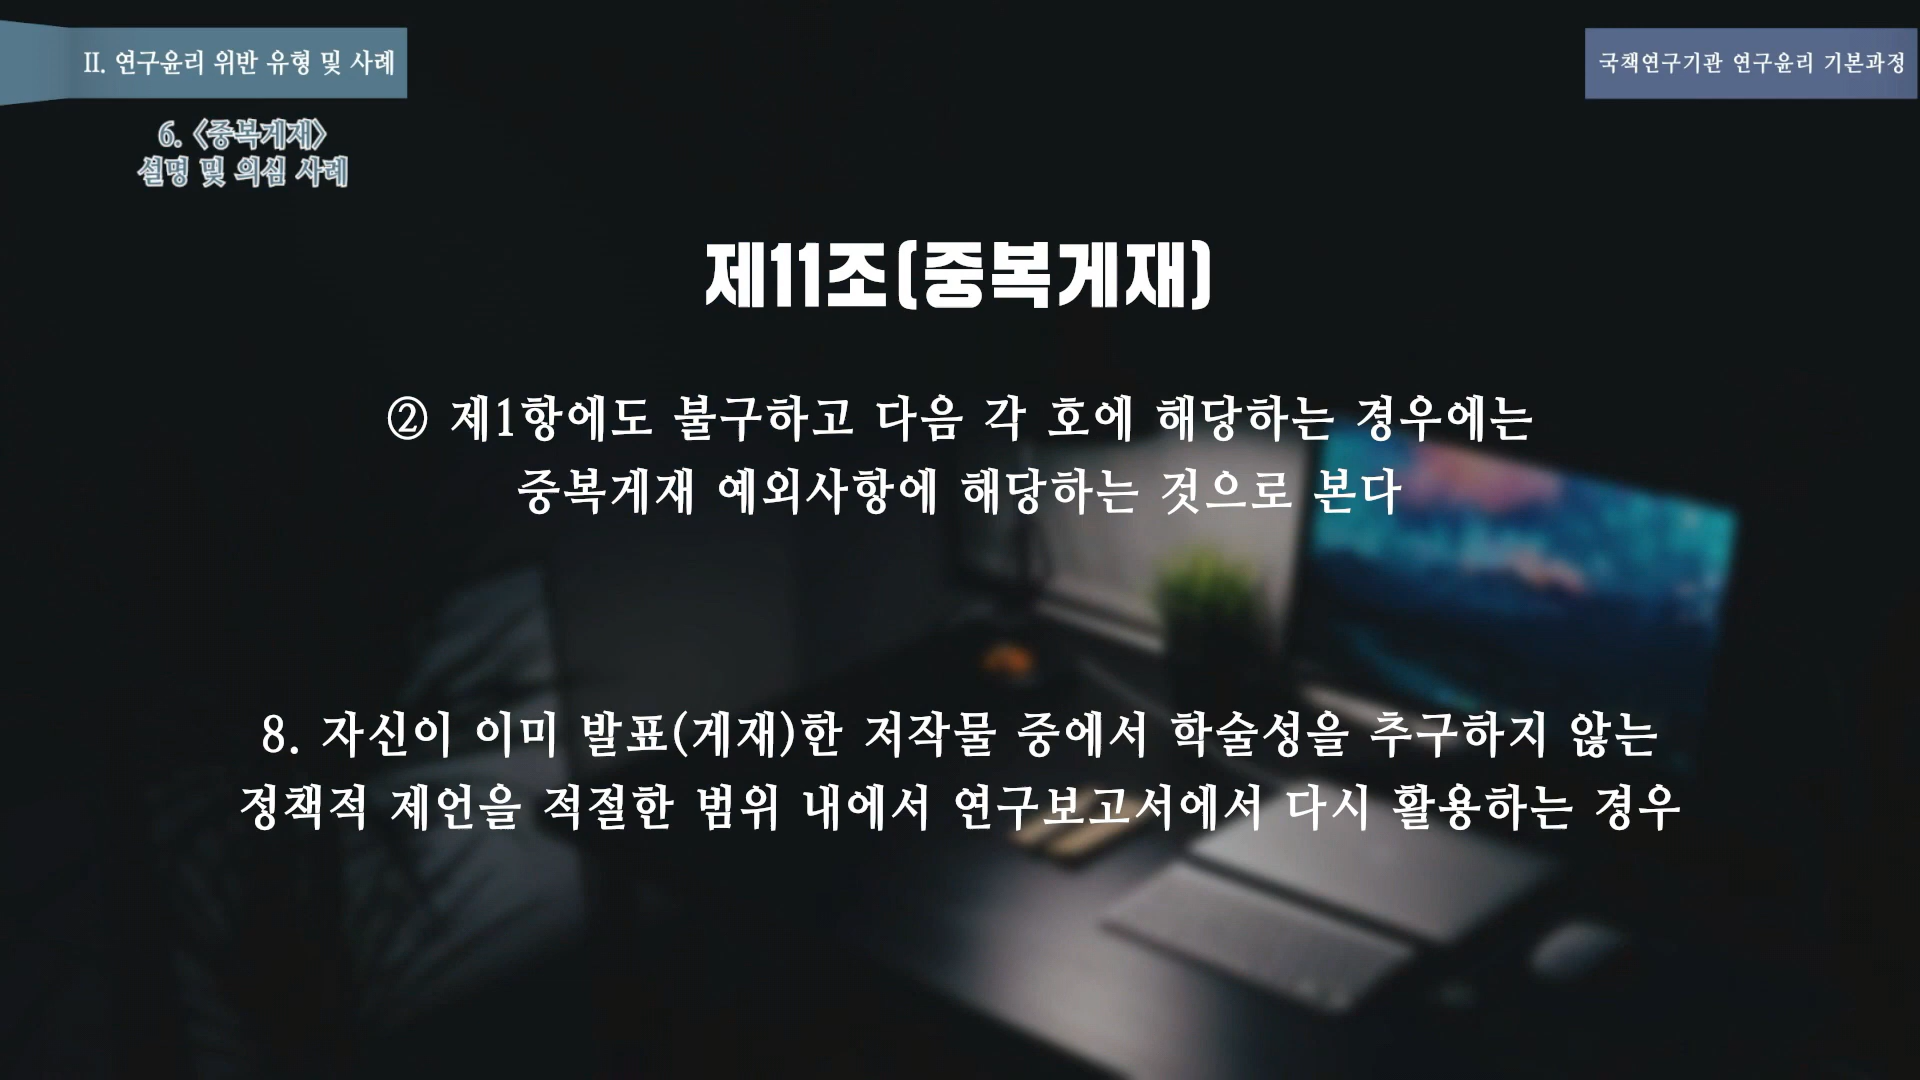 II. 연구윤리 위반 유형 및 사례
국책연구기관 연구윤리 기본과정
6. <중복게재>
설명 및 의심 사례
제11조(중복게재)
② 제1항에도 불구하고 다음 각 호에 해당하는 경우에는
중복게재 예외사항에 해당하는 것으로 본다
8. 자신이 이미 발표(게재)한 저작물 중에서 학술성을 추구하지 않는
정책적 제언을 적절한 범위 내에서 연구보고서에서 다시 활용하는 경우